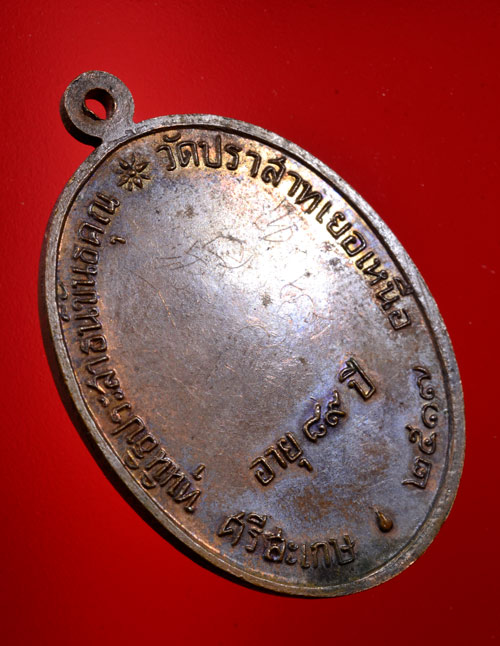 พระครูประสาธน์ขันธคุณ ❋ วัดปราสาทเยอเหนือ
อายุ ๘๙ ปี
ศรีสะเกษ ๒๕๑๗